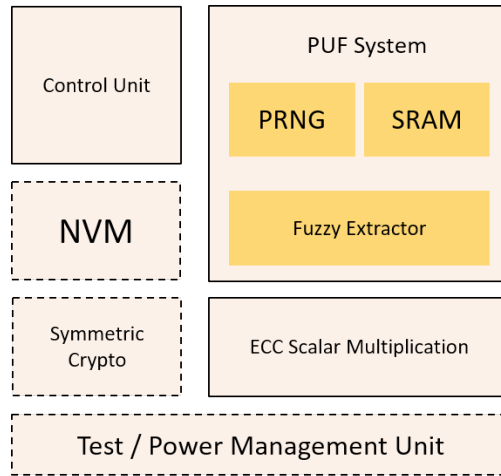 Control Unit
PUF System
PRNG
SRAM
NVM
Fuzzy Extractor
Symmetric
Crypto
ECC Scalar Multiplication
Test / Power Management Unit